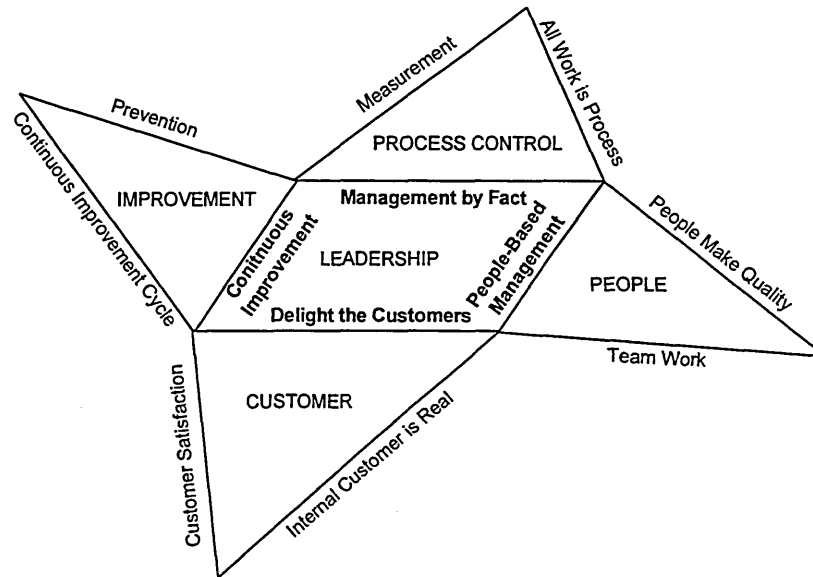 Measurement
All Work is Process
Prevention
PROCESS CONTROL
Continuous Improvement Cycle
IMPROVEMENT
Management by Fact
People Make Quality
Conitnuous
Improvement
LEADERSHIP
People-Based
Management
PEOPLE
Delight the Customers
Team Work
Customer Satisfaction
CUSTOMER
Internal Customer is Real